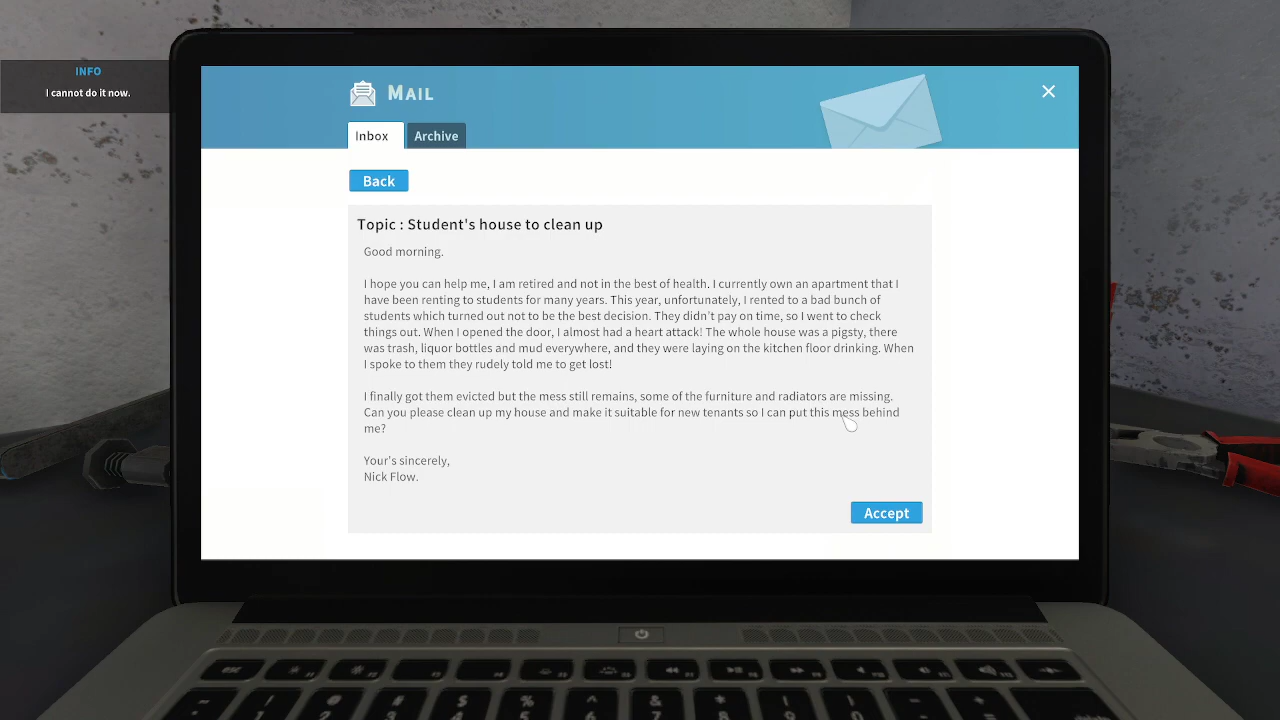 INFO
I cannot do it now.
MAIL
Inbox
Archive
Back
Topic : Student's house to clean up
Good morning.
I hope you can help me, I am retired and not in the best of health. I currently own an apartment that I
have been renting to students for many years. This year, unfortunately, I rented to a bad bunch of
students which turned out not to be the best decision. They didn't pay on time, so I went to check
things out. When I opened the door, I almost had a heart attack! The whole house was a pigsty, there
was trash, liquor bottles and mud everywhere, and they were laying on the kitchen floor drinking. When
I spoke to them they rudely told me to get lost!
I finally got them evicted but the mess still remains, some of the furniture and radiators are missing.
Can you please clean up my house and make it suitable for new tenants so I can put this mess behind
me?
Your's sincerely,
Nick Flow.
Accept
esc